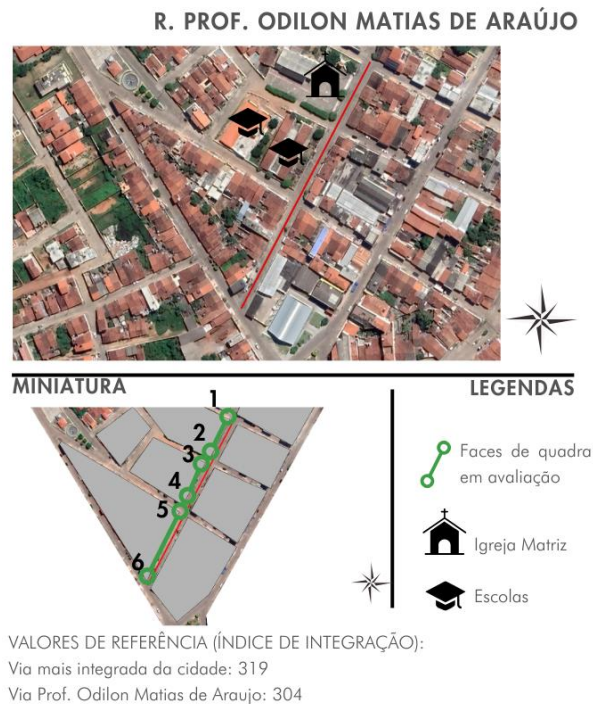 R. PROF. ODILON MATIAS DE ARAÚJO
MINIATURA
LEGENDAS
1
2
3
4
5
6
Faces de quadra
em avaliação
Igreja Matriz
Escolas
VALORES DE REFERÊNCIA (ÍNDICE DE INTEGRAÇÃO):
Via mais integrada da cidade: 319
Via Prof. Odilon Matias de Araujo: 304